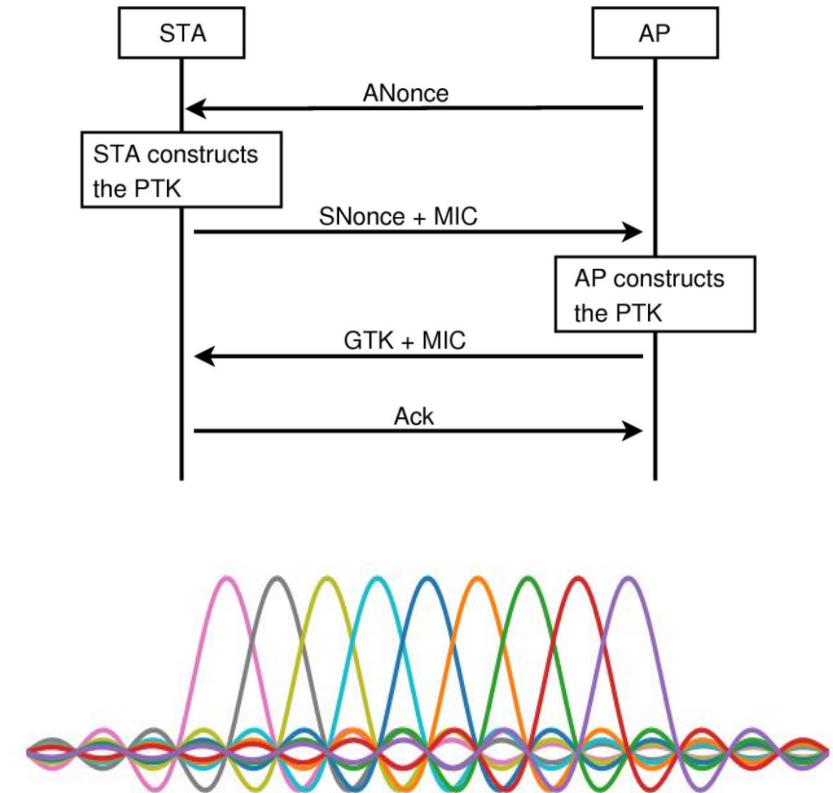 STA
AP
ANonce
STA constructs
the PTK
SNonce + MIC
AP constructs
the PTK
GTK + MIC
Ack